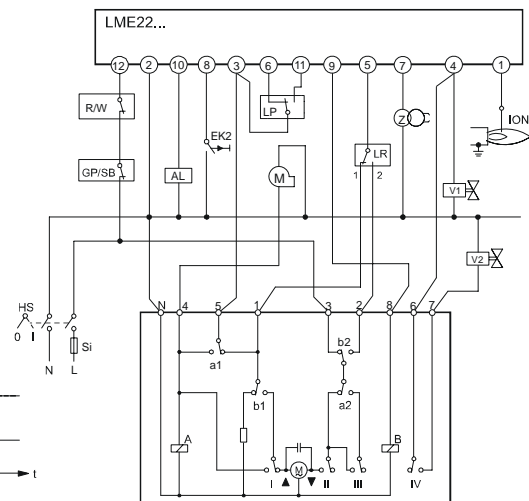 LME22...
12 2 10 8 3 6 11 9 5 7 4 1
R/W
LP
EK2
Z
ION
GP/SB
AL
M
LR
1 2
V1
V2
HS
0 I
Si
N L
N 4 5 1 3 2 8 6 7
a1
b2
b1
a2
A
B
I M II III IV
t